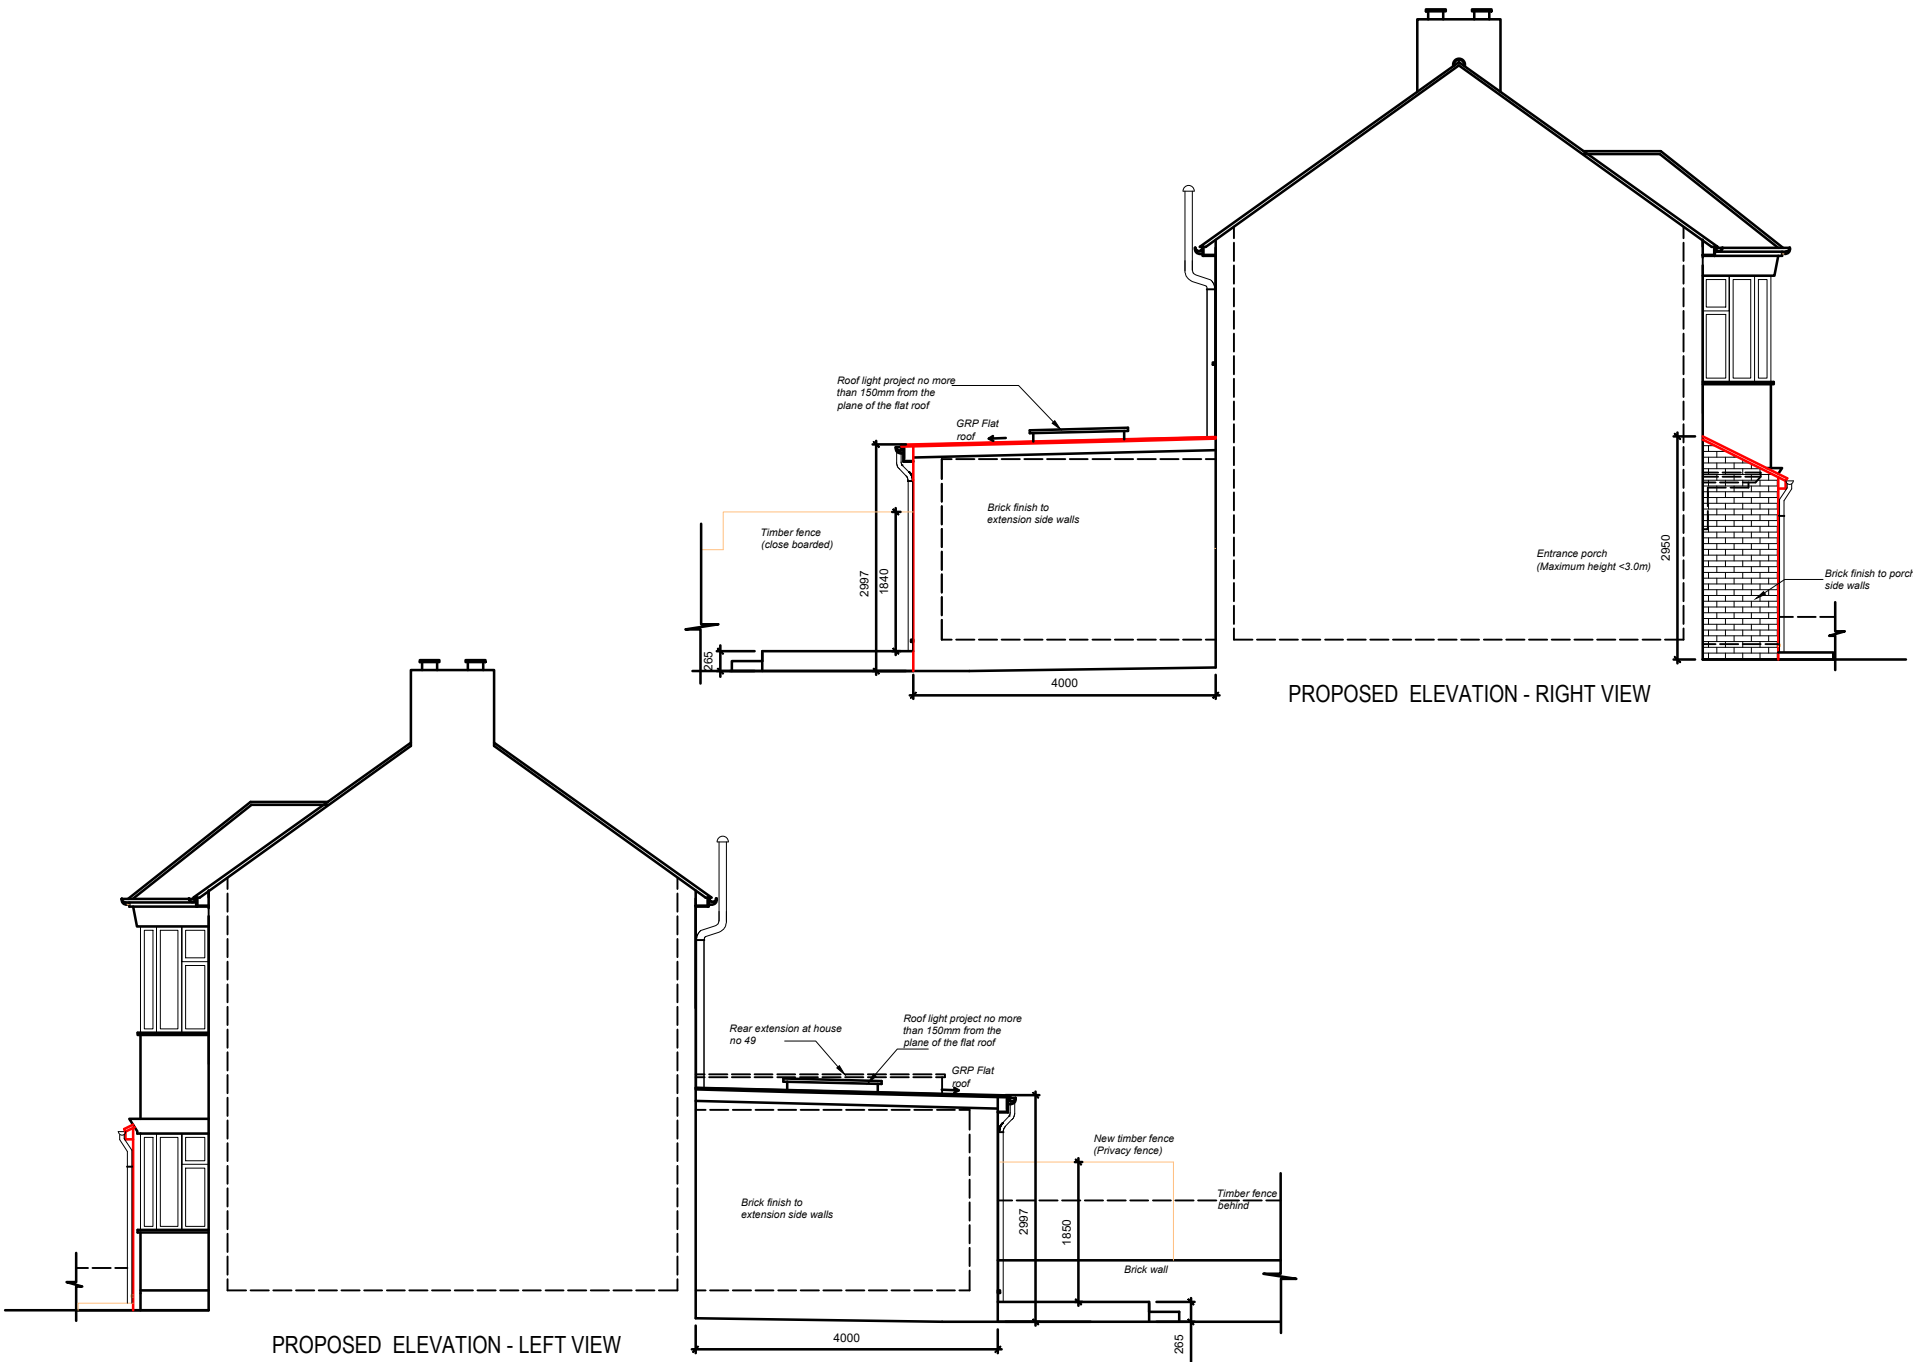 Roof light project no more
than 150mm from the
plane of the flat roof
GRP Flat
roof
Brick finish to
extension side walls
Timber fence
(close boarded)
2997
1840
265
4000
Entrance porch
(Maximum height <3.0m)
2950
Brick finish to porch
side walls
PROPOSED ELEVATION - RIGHT VIEW
Rear extension at house
no 49
Roof light project no more
than 150mm from the
plane of the flat roof
GRP Flat
roof
New timber fence
(Privacy fence)
Timber fence
behind
Brick finish to
extension side walls
2997
1850
Brick wall
265
4000
PROPOSED ELEVATION - LEFT VIEW